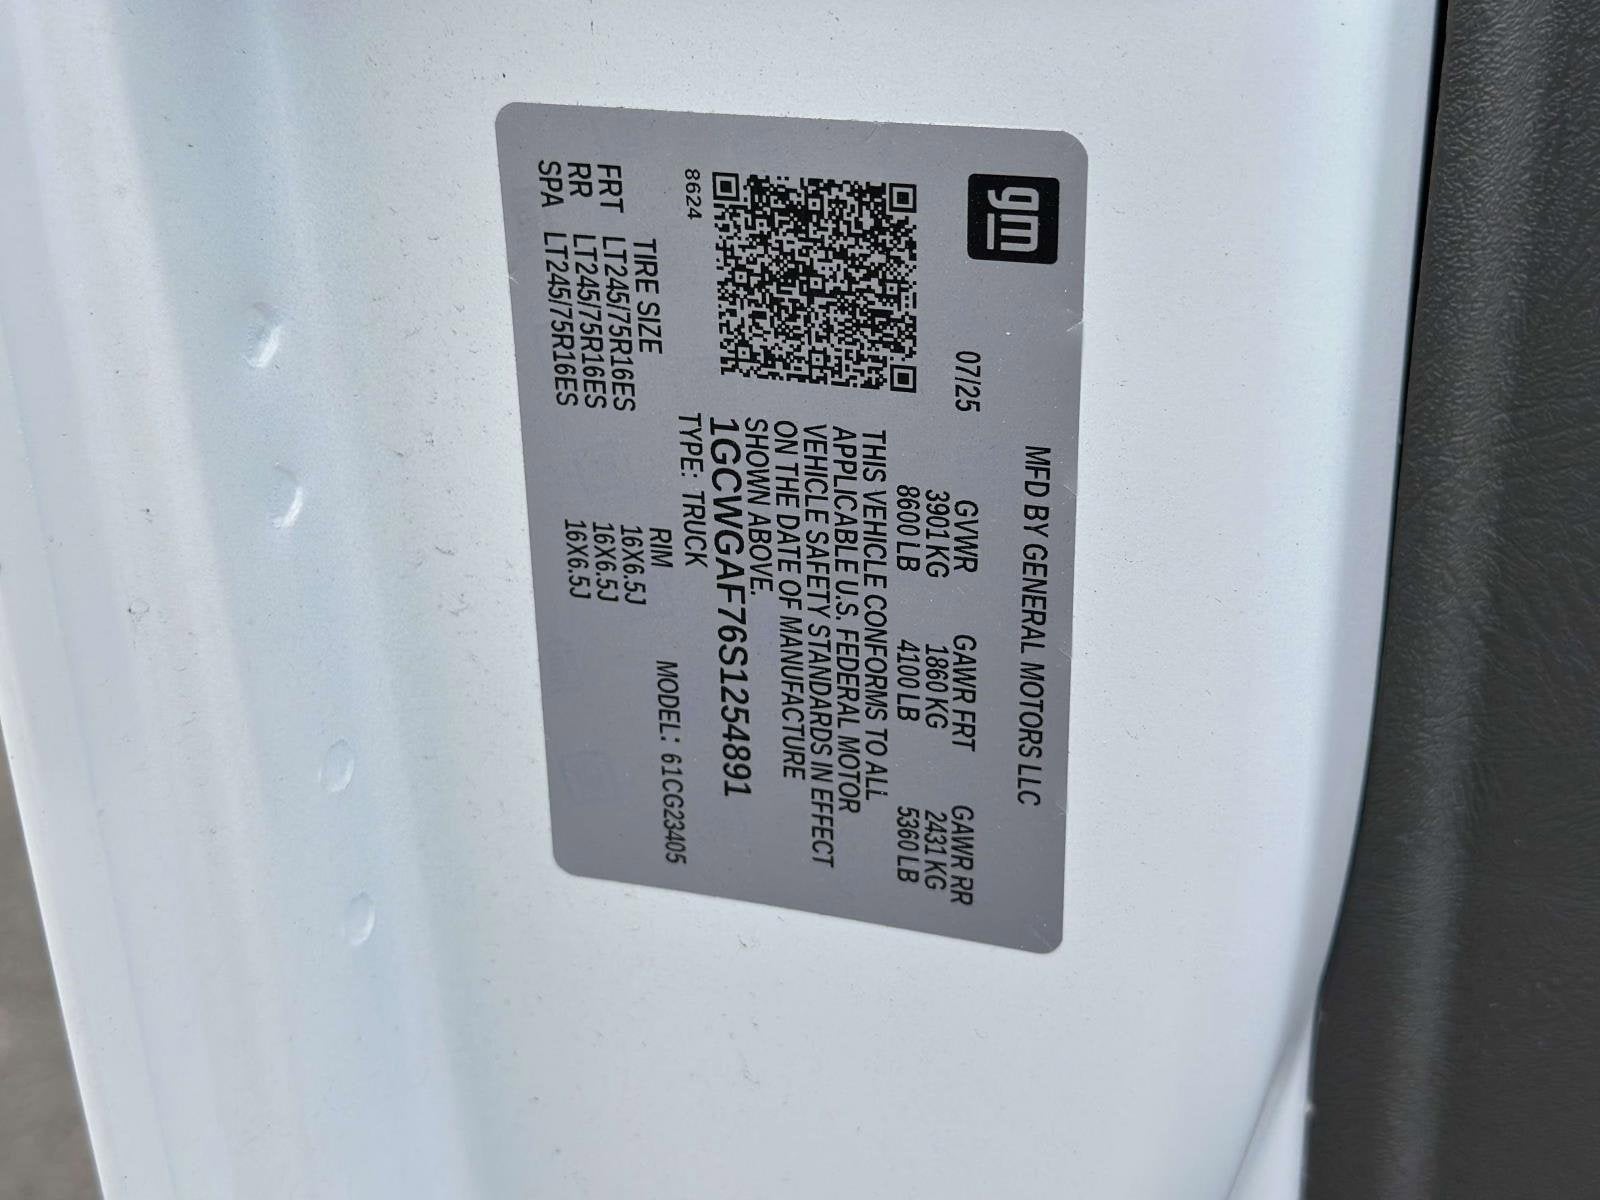 gm
MFD BY GENERAL MOTORS LLC
07/25
GVWR GAWR FRT GAWR RR
3901 KG 1860 KG 2431 KG
8600 LB 4100 LB 5360 LB
THIS VEHICLE CONFORMS TO ALL
APPLICABLE U.S. FEDERAL MOTOR
VEHICLE SAFETY STANDARDS IN EFFECT
ON THE DATE OF MANUFACTURE
SHOWN ABOVE.
1GCWGAF76S1254891
8624
TYPE: TRUCK MODEL: 61CG23405
TIRE SIZE RIM
FRT LT245/75R16ES 16X6.5J
RR LT245/75R16ES 16X6.5J
SPA LT245/75R16ES 16X6.5J